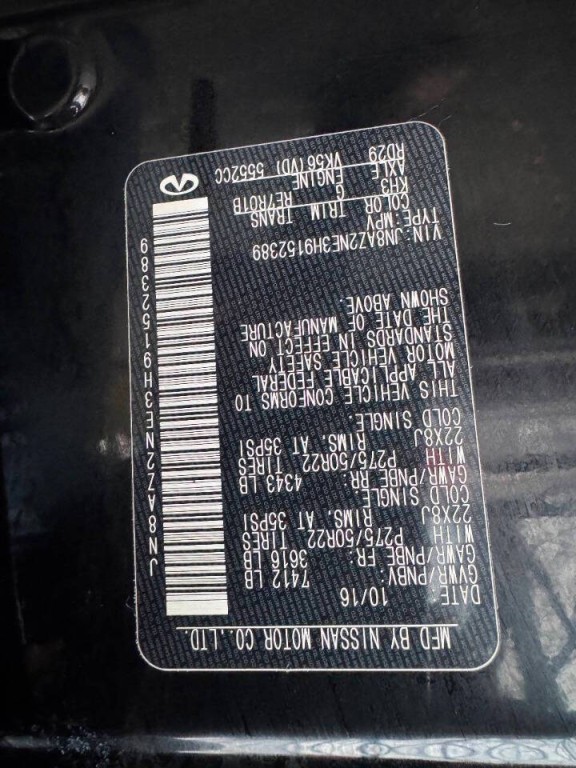 MFD BY NISSAN MOTOR CO.,LTD.
DATE: 10/16
GVWR/PNBV: 7412 LB
GAWR/PNBE FR: 3616 LB
WITH P275/50R22 TIRES
22X8J RIMS, AT 35PSI
COLD SINGLE.
GAWR/PNBE RR: 4343 LB
WITH P275/50R22 TIRES
22X8J RIMS, AT 35PSI
COLD SINGLE.
THIS VEHICLE CONFORMS TO
ALL APPLICABLE FEDERAL
MOTOR VEHICLE SAFETY
STANDARDS IN EFFECT ON
THE DATE OF MANUFACTURE
SHOWN ABOVE.
VIN: JN8AZ2NE3H9152389
TYPE: MPV
COLOR TRIM TRANS
KH3 G RE7R01B
AXLE ENGINE
RD29 VK56(VD) 5552CC
JN8AZ2NE3H9152389